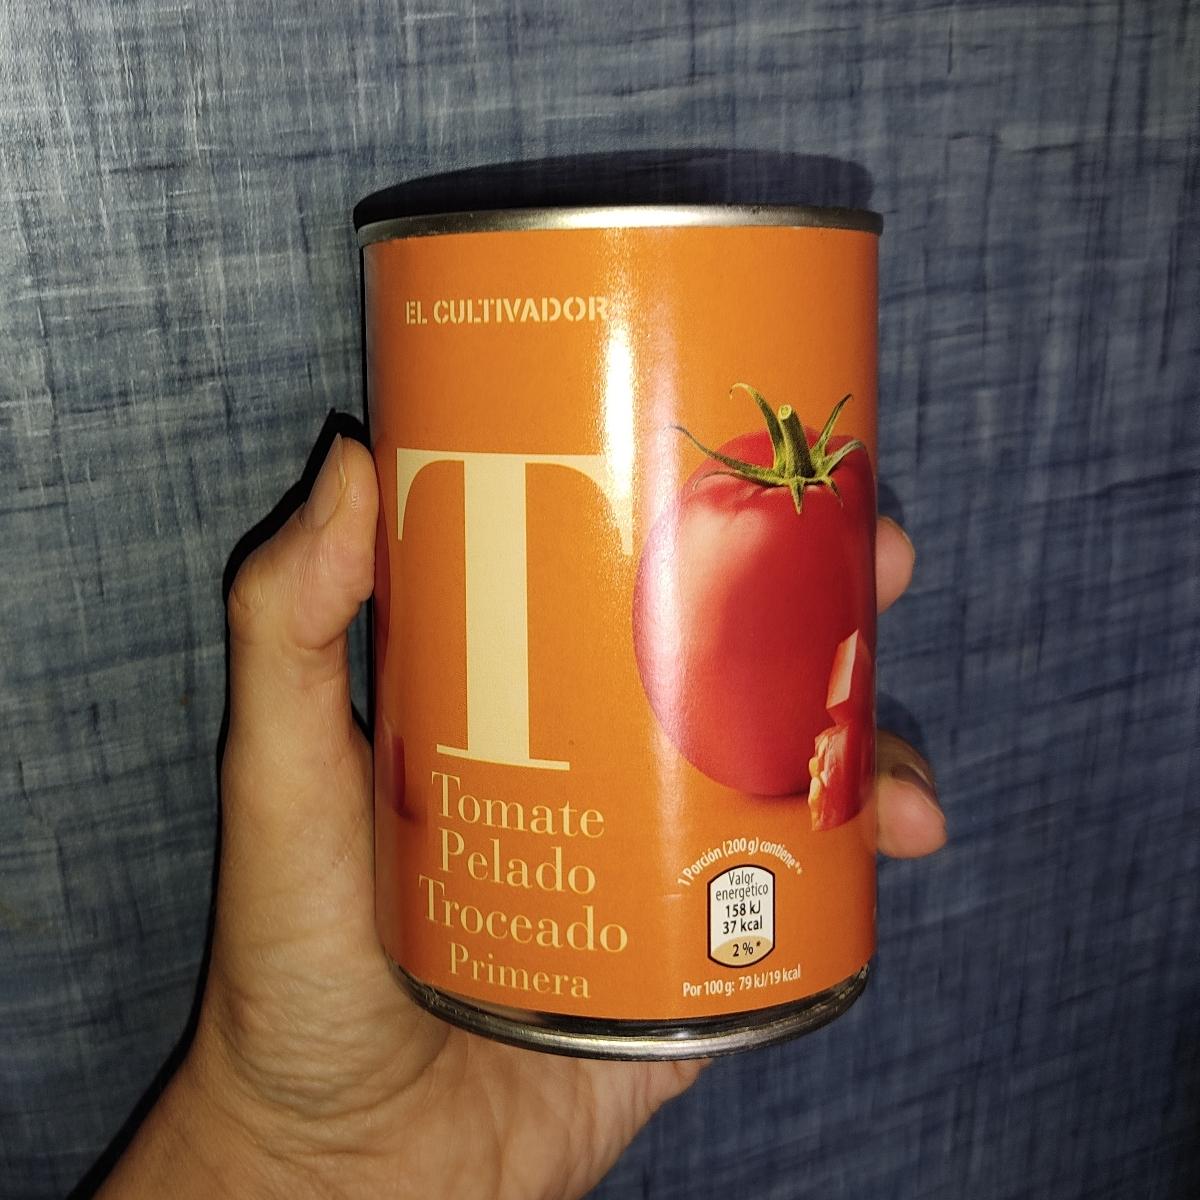 EL CULTIVADOR
T
Tomate
Pelado
Troceado
Primera
1 Porción (200 g) contiene**
Valor
energético
158 kJ
37 kcal
2 %*
Por 100 g: 79 kJ/19 kcal